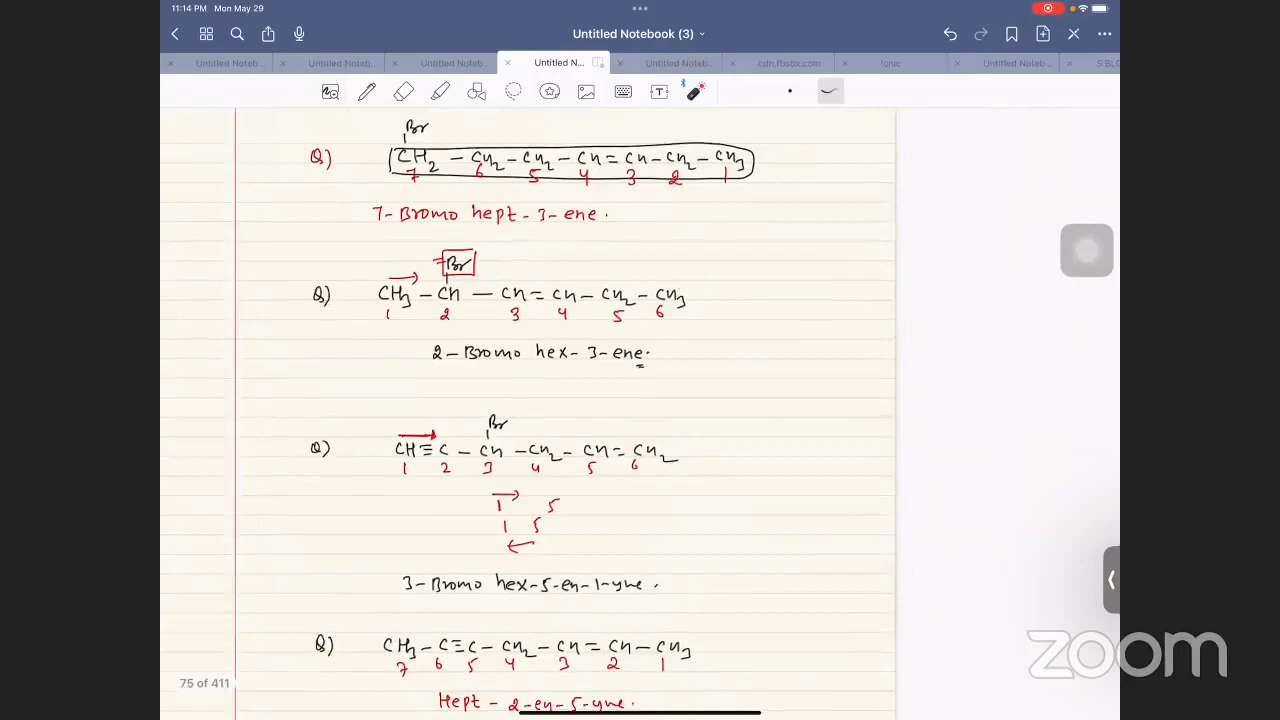 11:14 PM Mon May 29
Untitled Notebook (3)
Untitled Noteb... Untitled Noteb... Untitled Noteb... Untitled N... Untitled Noteb... cdn.fbsbx.com Ionic Untitled Noteb...
Br
Q) CH2 - CH2 - CH2 - CH = CH - CH2 - CH3
7 6 5 4 3 2 1
7 - Bromo hept - 3 - ene .
Br
Q) CH3 - CH - CH = CH - CH2 - CH3
1 2 3 4 5 6
2 - Bromo hex - 3 - ene .
Br
Q) CH ≡ C - CH - CH2 - CH = CH2
1 2 3 4 5 6
→
1 5
1 5
←
3 - Bromo hex - 5 - en - 1 - yne .
Q) CH3 - C ≡ C - CH2 - CH = CH - CH3
7 6 5 4 3 2 1
75 of 411
Hept - 2 - en - 5 - yne .
zoom